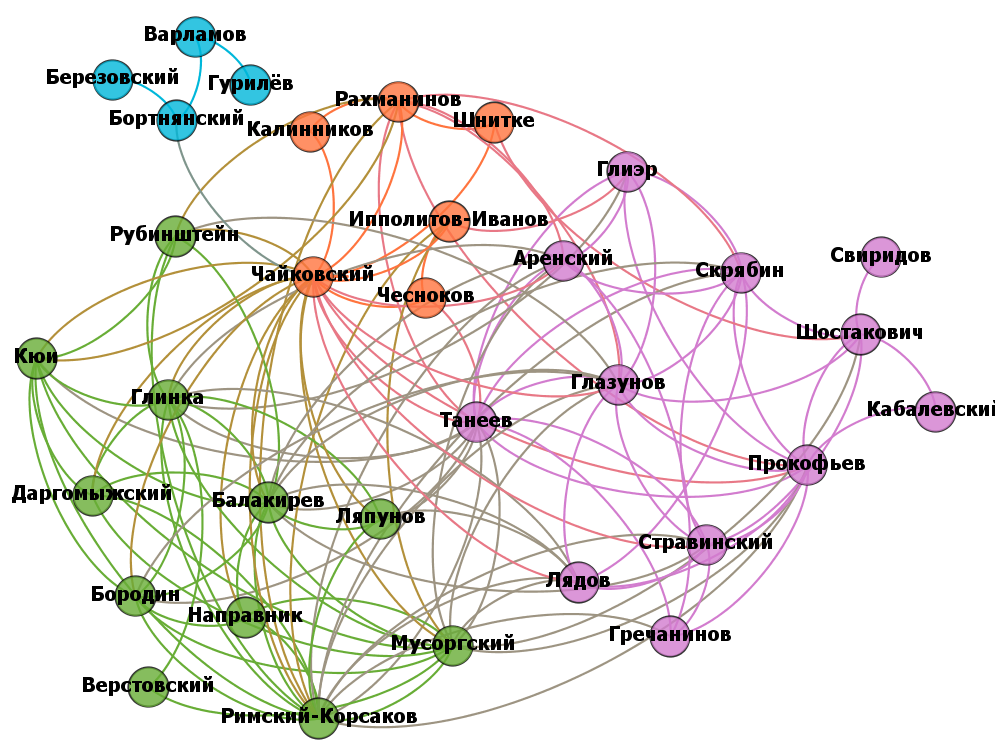 Варламов
Березовский
Гурилёв
Рахманинов
Бортнянский
Шнитке
Калинников
Глиэр
Ипполитов-Иванов
Рубинштейн
Аренский
Свиридов
Чайковский
Скрябин
Чесноков
Шостакович
Кюи
Глазунов
Глинка
Кабалевский
Танеев
Прокофьев
Даргомыжский
Балакирев
Ляпунов
Стравинский
Лядов
Бородин
Направник
Гречанинов
Мусоргский
Верстовский
Римский-Корсаков